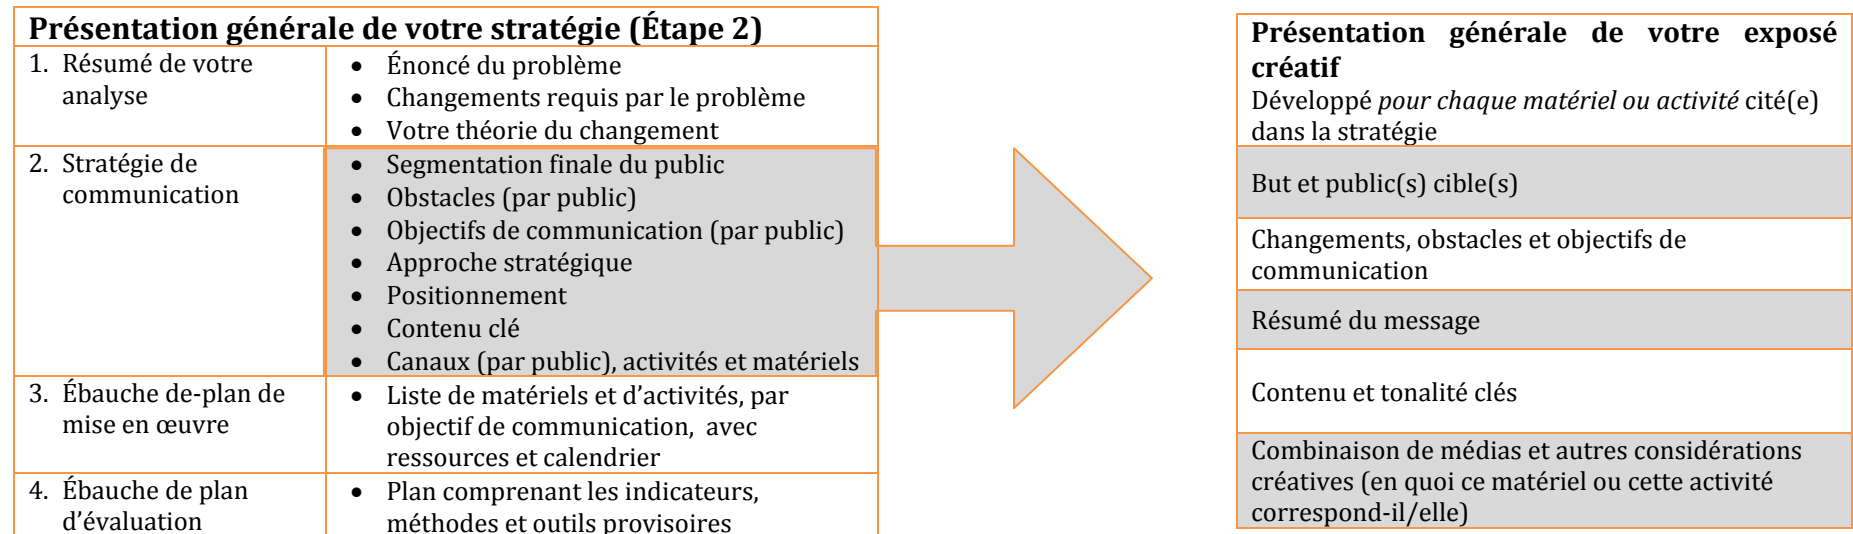 Présentation générale de votre stratégie (Étape 2)
1. Résumé de votre
analyse
• Énoncé du problème
• Changements requis par le problème
• Votre théorie du changement
2. Stratégie de
communication
• Segmentation finale du public
• Obstacles (par public)
• Objectifs de communication (par public)
• Approche stratégique
• Positionnement
• Contenu clé
• Canaux (par public), activités et matériels
3. Ébauche de-plan de
mise en œuvre
• Liste de matériels et d’activités, par
objectif de communication, avec
ressources et calendrier
4. Ébauche de plan
d’évaluation
• Plan comprenant les indicateurs,
méthodes et outils provisoires
Présentation générale de votre exposé
créatif
Développé pour chaque matériel ou activité cité(e)
dans la stratégie
But et public(s) cible(s)
Changements, obstacles et objectifs de
communication
Résumé du message
Contenu et tonalité clés
Combinaison de médias et autres considérations
créatives (en quoi ce matériel ou cette activité
correspond-il/elle)